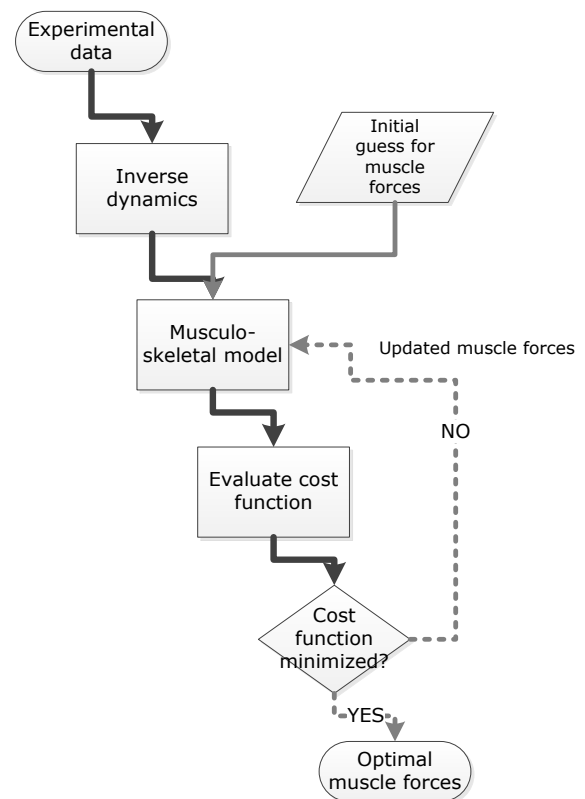 Experimental
data
Initial
guess for
muscle
forces
Inverse
dynamics
Musculo-
skeletal model
Updated muscle forces
NO
Evaluate cost
function
Cost
function
minimized?
YES
Optimal
muscle forces